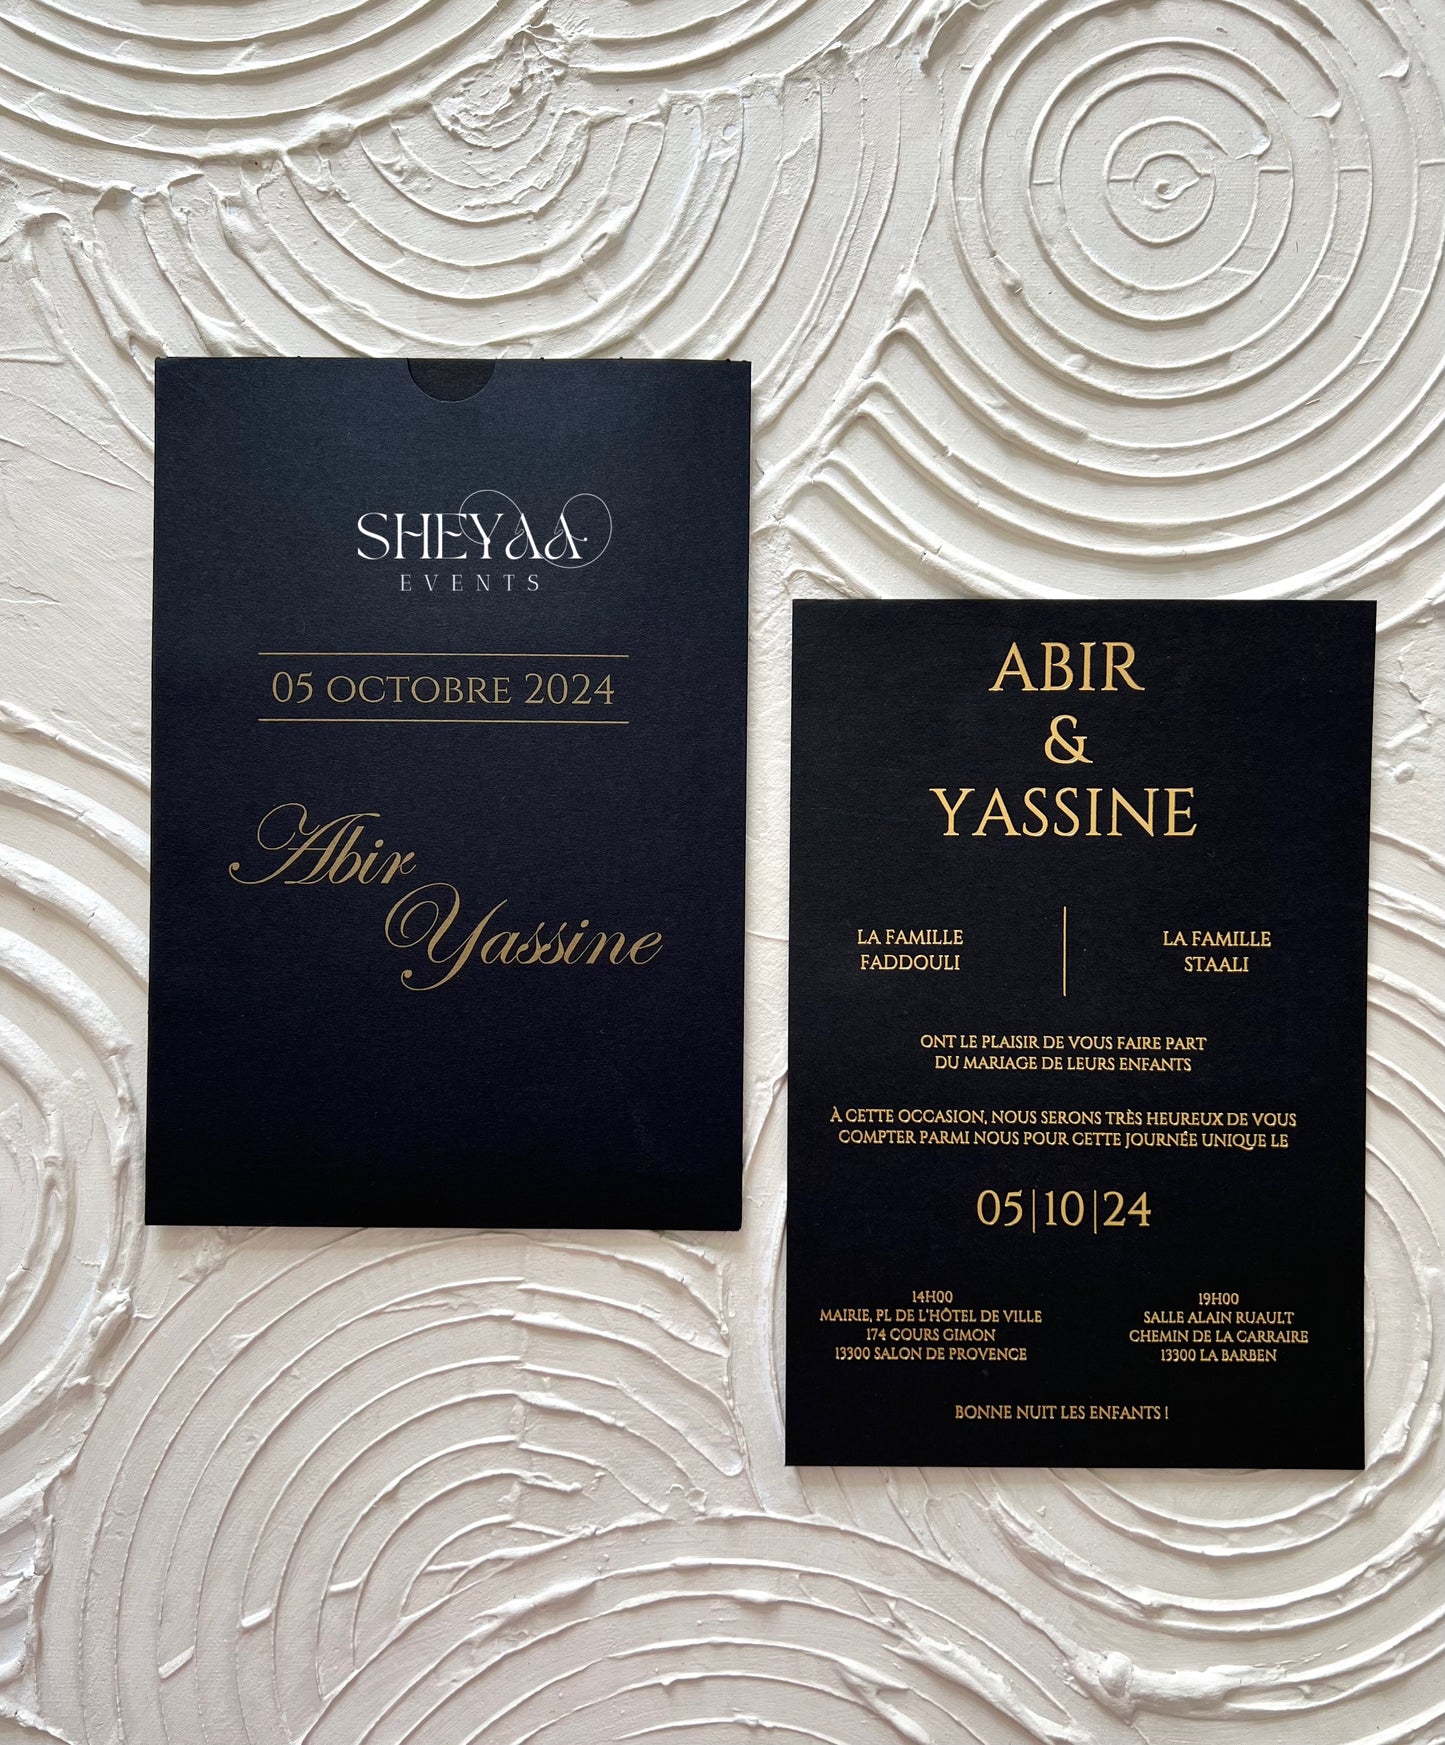 SHEYAA
EVENTS
05 OCTOBRE 2024
Abir
Yassine
ABIR
&
YASSINE
LA FAMILLE
FADDOULI
LA FAMILLE
STAALI
ONT LE PLAISIR DE VOUS FAIRE PART
DU MARIAGE DE LEURS ENFANTS
À CETTE OCCASION, NOUS SERONS TRÈS HEUREUX DE VOUS
COMPTER PARMI NOUS POUR CETTE JOURNÉE UNIQUE LE
05|10|24
14H00
MAIRIE, PL DE L'HÔTEL DE VILLE
174 COURS GIMON
13300 SALON DE PROVENCE
19H00
SALLE ALAIN RUAULT
CHEMIN DE LA CARRAIRE
13300 LA BARBEN
BONNE NUIT LES ENFANTS !